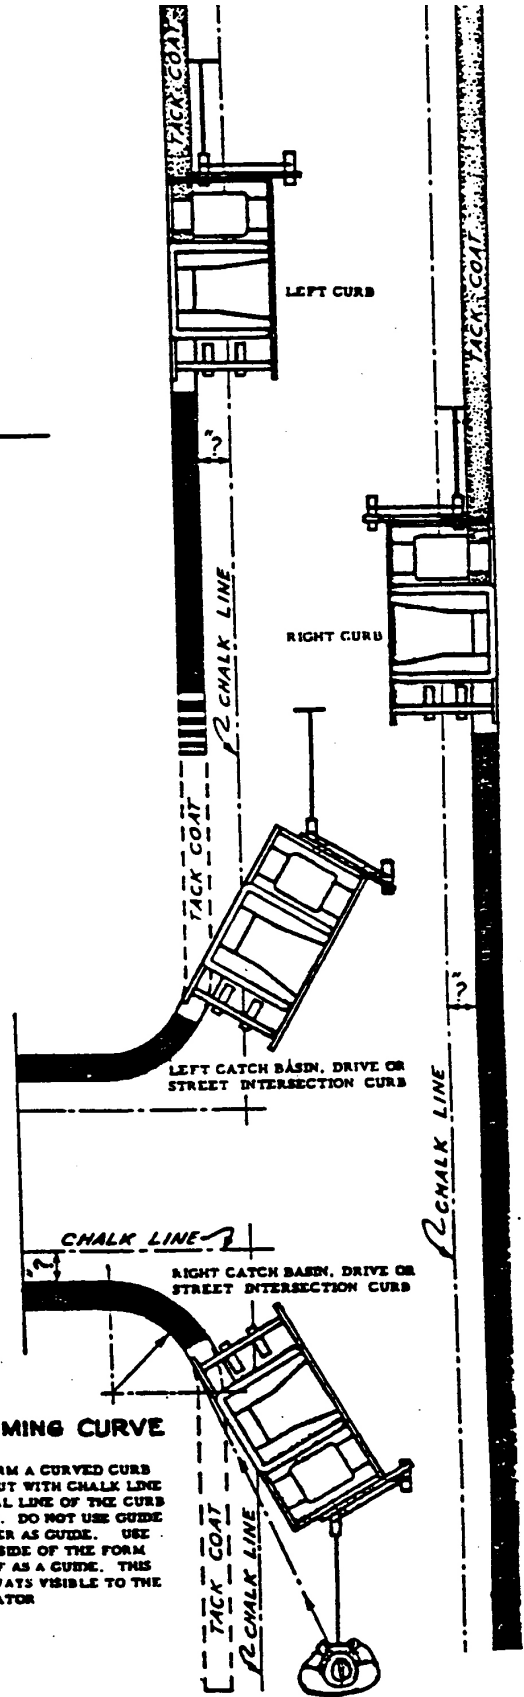 TACK COAT
TACK COAT
LEFT CURB
"?
CHALK LINE
RIGHT CURB
TACK COAT
?"
LEFT CATCH BASIN, DRIVE OR
STREET INTERSECTION CURB
CHALK LINE
CHALK LINE
"?
RIGHT CATCH BASIN, DRIVE OR
STREET INTERSECTION CURB
MING CURVE
RM A CURVED CURB
UT WITH CHALK LINE
AL LINE OF THE CURB
. DO NOT USE GUIDE
ER AS GUIDE. USE
SIDE OF THE FORM
AS A GUIDE. THIS
WAYS VISIBLE TO THE
ATOR
TACK COAT
CHALK LINE